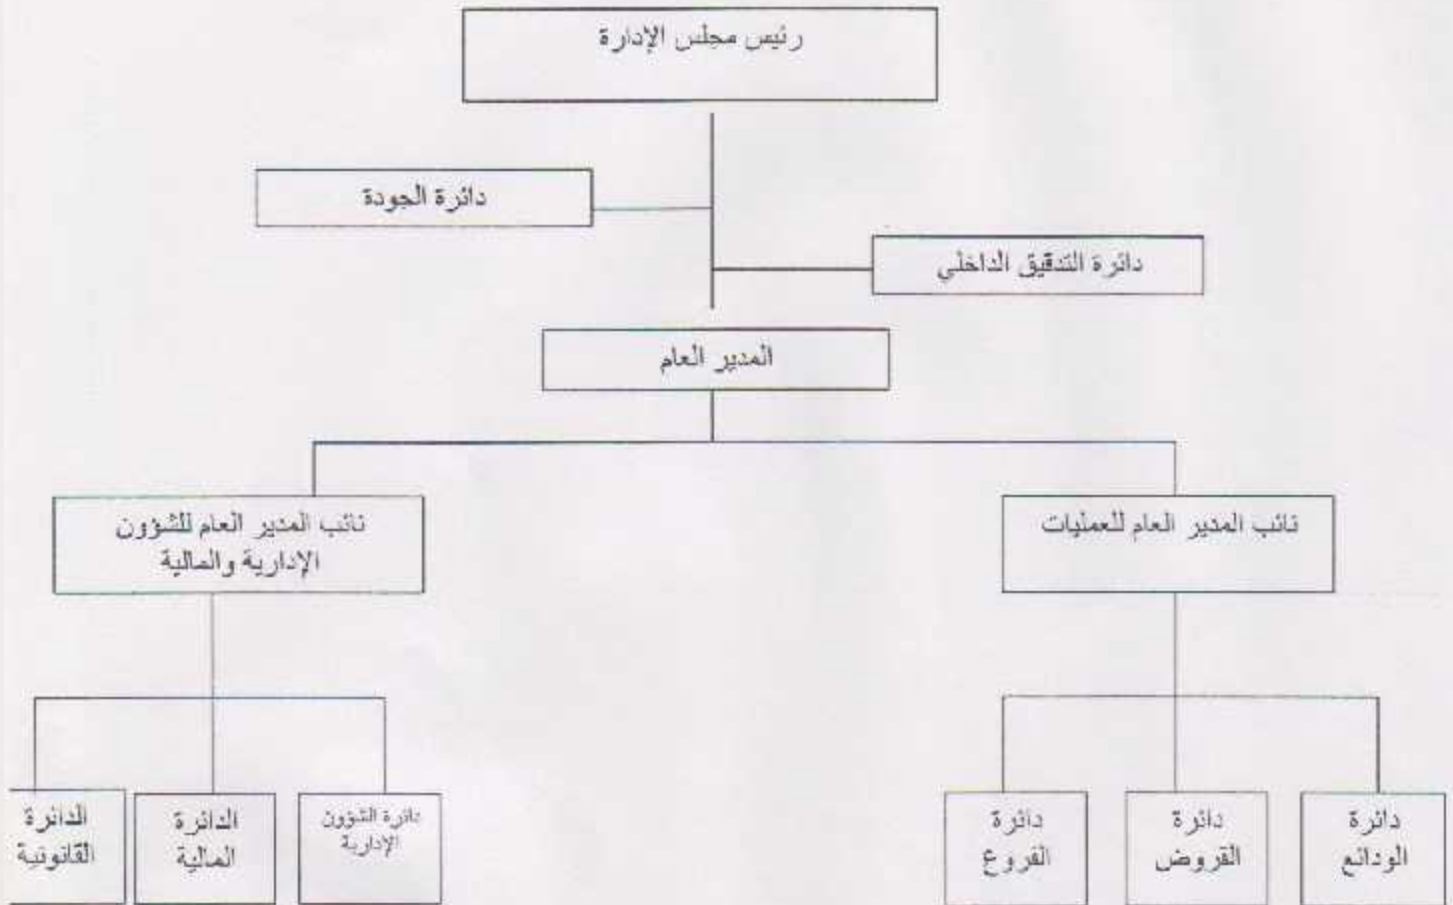 رئيس مجلس الإدارة
دائرة الجودة
دائرة التدقيق الداخلي
المدير العام
نائب المدير العام للعمليات
نائب المدير العام للشؤون
الإدارية والمالية
دائرة
الودائع
دائرة
القروض
دائرة
الفروع
دائرة الشؤون
الإدارية
الدائرة
المالية
الدائرة
القانونية